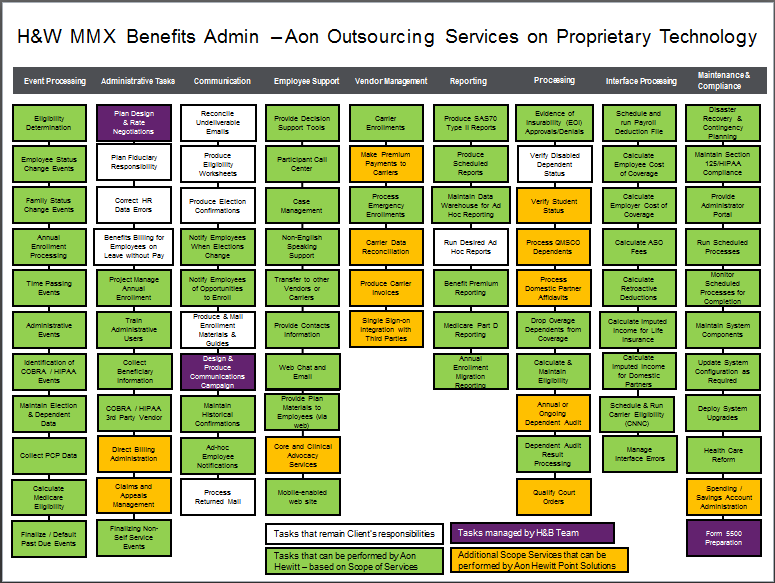 H&W MMX Benefits Admin – Aon Outsourcing Services on Proprietary Technology
Event Processing
Administrative Tasks
Communication
Employee Support
Vendor Management
Reporting
Processing
Interface Processing
Maintenance &
Compliance
Eligibility
Determination
Employee Status
Change Events
Family Status
Change Events
Annual
Enrollment
Processing
Time Passing
Events
Administrative
Events
Identification of
COBRA / HIPAA
Events
Maintain Election
& Dependent
Data
Collect PCP Data
Calculate
Medicare
Eligibility
Finalize / Default
Past Due Events
Plan Design
& Rate
Negotiations
Plan Fiduciary
Responsibility
Correct HR
Data Errors
Benefits Billing for
Employees on
Leave without Pay
Project Manage
Annual
Enrollment
Train
Administrative
Users
Collect
Beneficiary
Information
COBRA / HIPAA
3rd Party Vendor
Direct Billing
Administration
Claims and
Appeals
Management
Finalizing Non-
Self Service
Events
Reconcile
Undeliverable
Emails
Produce
Eligibility
Worksheets
Produce Election
Confirmations
Notify Employees
When Elections
Change
Notify Employees
of Opportunities
to Enroll
Produce & Mail
Enrollment
Materials &
Guides
Design &
Produce
Communications
Campaign
Maintain
Historical
Confirmations
Ad-hoc
Employee
Notifications
Process
Returned Mail
Provide Decision
Support Tools
Participant Call
Center
Case
Management
Non-English
Speaking
Support
Transfer to other
Vendors or
Carriers
Provide Contacts
Information
Web Chat and
Email
Provide Plan
Materials to
Employees (via
web)
Core and Clinical
Advocacy
Services
Mobile-enabled
web site
Carrier
Enrollments
Make Premium
Payments to
Carriers
Process
Emergency
Enrollments
Carrier Data
Reconciliation
Produce Carrier
Invoices
Single Sign-on
Integration with
Third Parties
Produce SAS70
Type II Reports
Produce
Scheduled
Reports
Maintain Data
Warehouse for Ad
Hoc Reporting
Run Desired Ad
Hoc Reports
Benefit Premium
Reporting
Medicare Part D
Reporting
Annual
Enrollment
Migration
Reporting
Evidence of
Insurability (EOI)
Approvals/Denials
Verify Disabled
Dependent
Status
Verify Student
Status
Process QMSCO
Dependents
Process
Domestic Partner
Affidavits
Drop Overage
Dependents from
Coverage
Calculate &
Maintain
Eligibility
Annual or
Ongoing
Dependent Audit
Dependent Audit
Result
Processing
Qualify Court
Orders
Schedule and
run Payroll
Deduction File
Calculate
Employee Cost
of Coverage
Calculate
Employer Cost of
Coverage
Calculate ASO
Fees
Calculate
Retroactive
Deductions
Calculate Imputed
Income for Life
Insurance
Calculate
Imputed Income
for Domestic
Partners
Schedule & Run
Carrier Eligibility
(CNNC)
Manage
Interface Errors
Disaster
Recovery &
Contingency
Planning
Maintain Section
125/HIPAA
Compliance
Provide
Administrator
Portal
Run Scheduled
Processes
Monitor
Scheduled
Processes for
Completion
Maintain System
Components
Update System
Configuration as
Required
Deploy System
Upgrades
Health Care
Reform
Spending /
Savings Account
Administration
Form 5500
Preparation
Tasks that remain Client's responsibilities
Tasks managed by H&B Team
Tasks that can be performed by Aon
Hewitt – based on Scope of Services
Additional Scope Services that can be
performed by Aon Hewitt Point Solutions